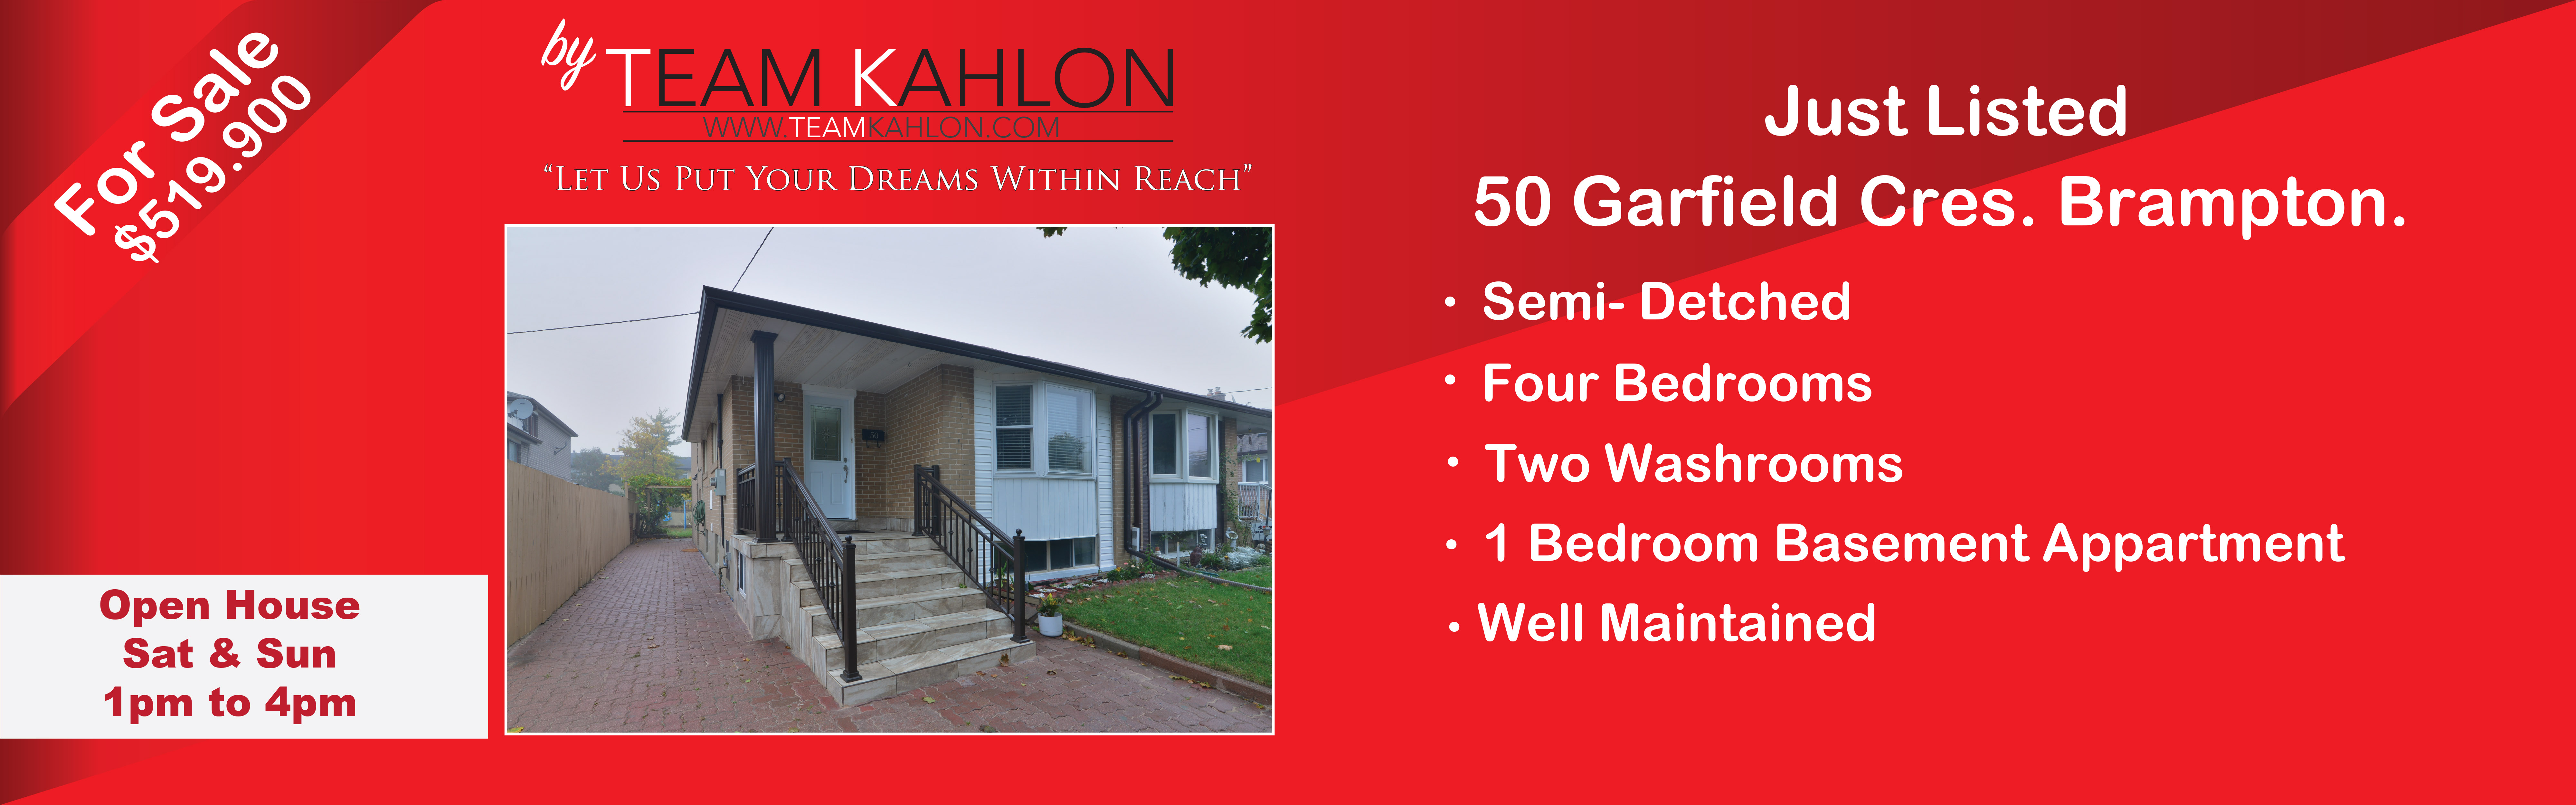 For Sale
$519.900
by TEAM KAHLON
WWW.TEAMKAHLON.COM
“LET US PUT YOUR DREAMS WITHIN REACH”
50
Open House
Sat & Sun
1pm to 4pm
Just Listed
50 Garfield Cres. Brampton.
• Semi- Detched
• Four Bedrooms
• Two Washrooms
• 1 Bedroom Basement Appartment
• Well Maintained